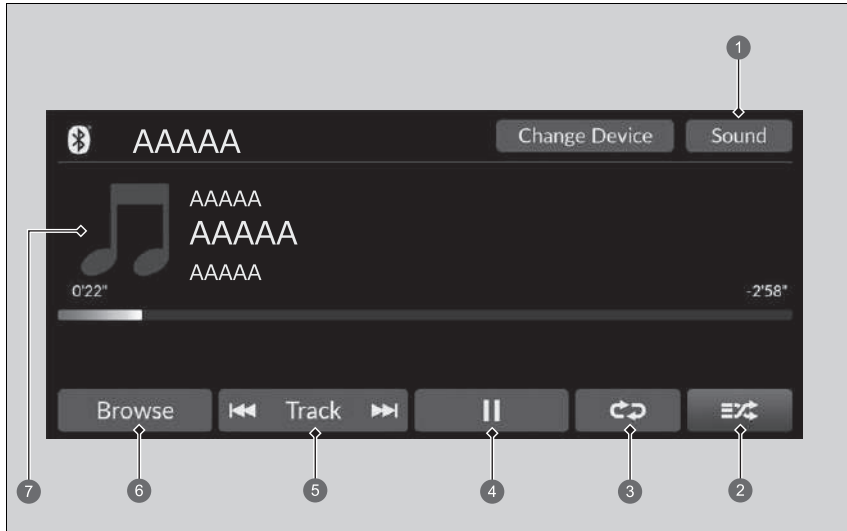 1
AAAAA Change Device Sound
AAAAA
AAAAA
AAAAA
7
0'22" -2'58"
Browse Track
7 6 5 4 3 2